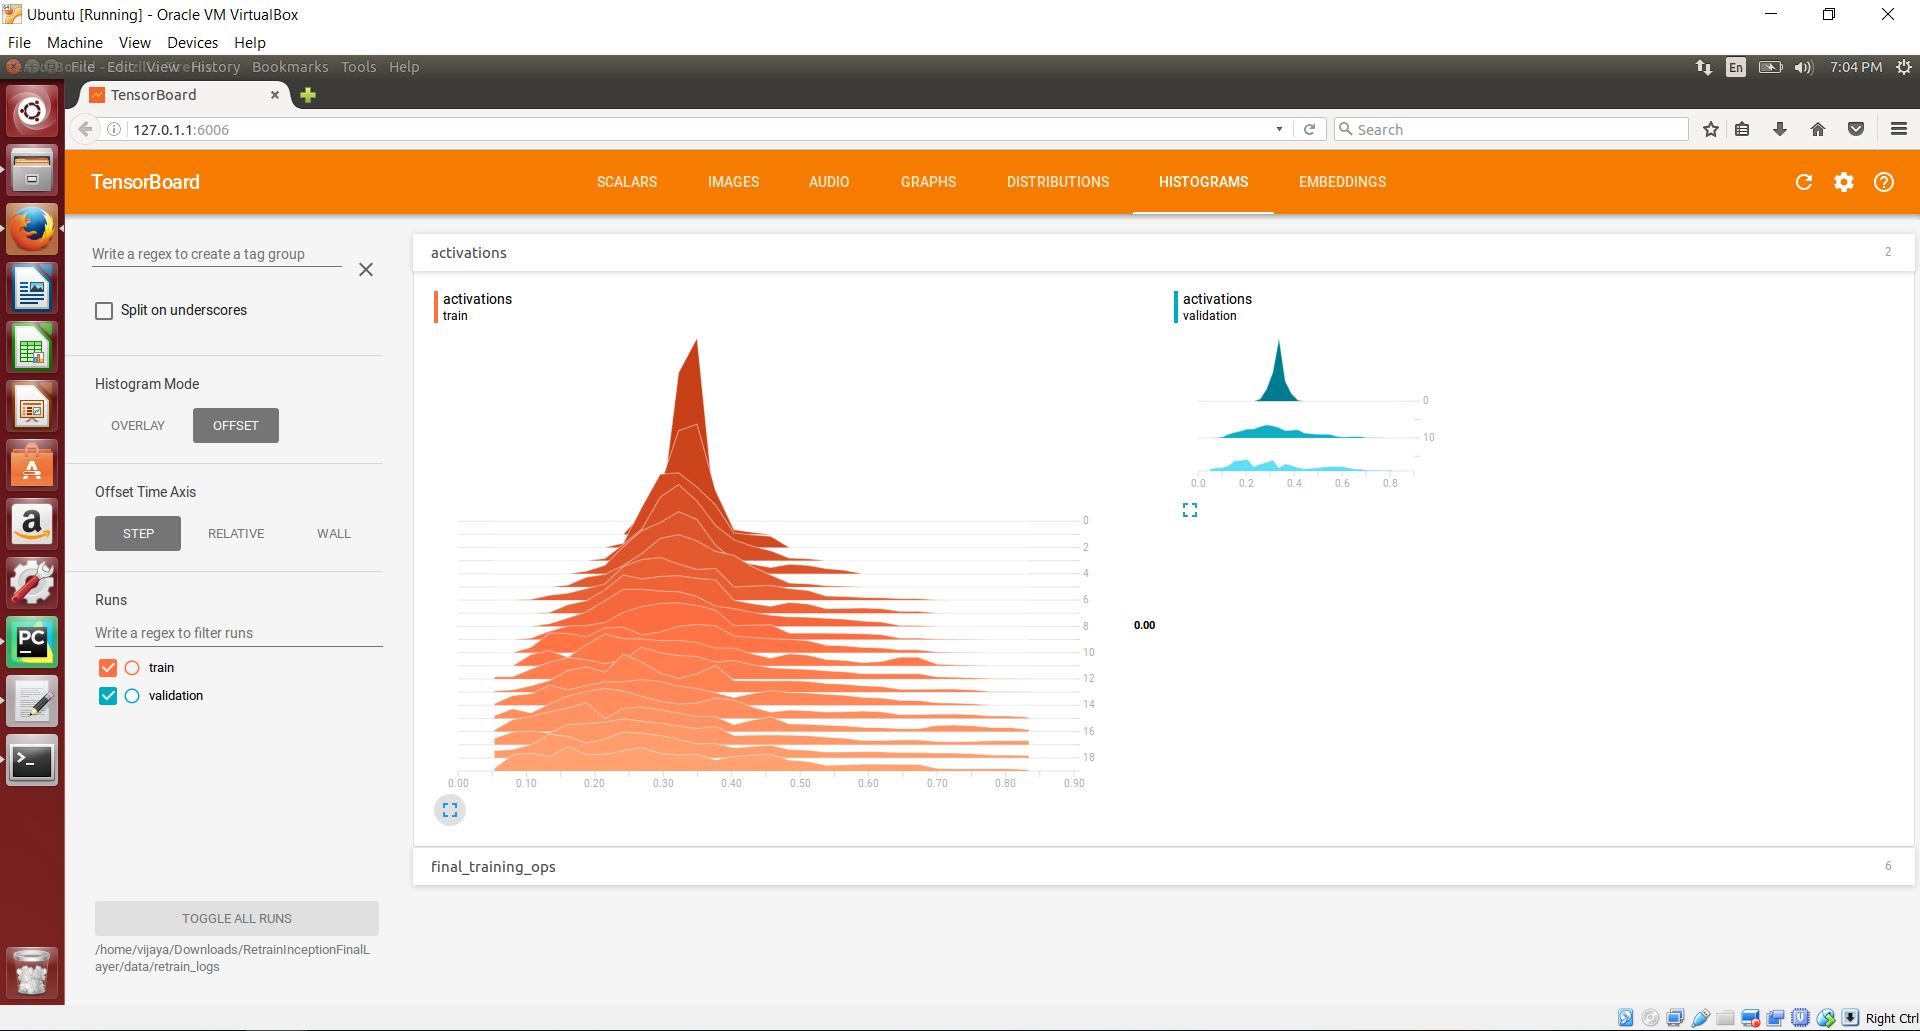 Ubuntu [Running] - Oracle VM VirtualBox
File Machine View Devices Help
File Edit View History Bookmarks Tools Help
En 7:04 PM
TensorBoard
127.0.1.1:6006
Search
TensorBoard SCALARS IMAGES AUDIO GRAPHS DISTRIBUTIONS HISTOGRAMS EMBEDDINGS
Write a regex to create a tag group
Split on underscores
Histogram Mode
OVERLAY OFFSET
Offset Time Axis
STEP RELATIVE WALL
Runs
Write a regex to filter runs
train
validation
TOGGLE ALL RUNS
/home/vijaya/Downloads/RetrainInceptionFinalL
ayer/data/retrain_logs
activations 2
activations
train
0
2
4
6
8
10
12
14
16
18
0.00 0.10 0.20 0.30 0.40 0.50 0.60 0.70 0.80 0.90
0.00
activations
validation
0
10
0.0 0.2 0.4 0.6 0.8
final_training_ops 6
PC
Right Ctrl